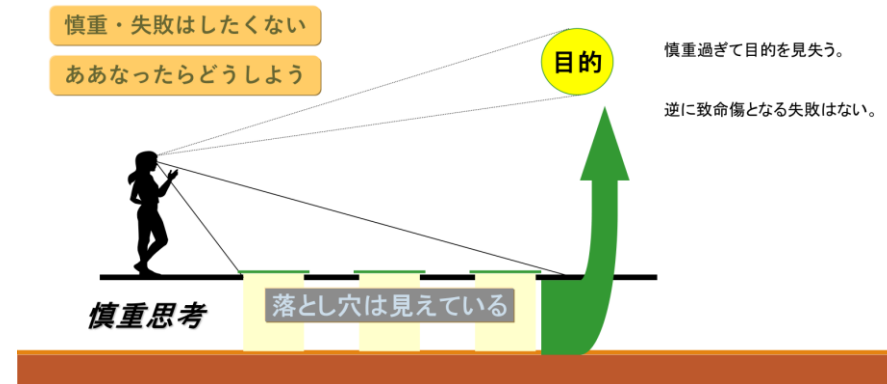 慎重・失敗はしたくない
ああなったらどうしよう
目的
慎重過ぎて目的を見失う。
逆に致命傷となる失敗はない。
慎重思考
落とし穴は見えている